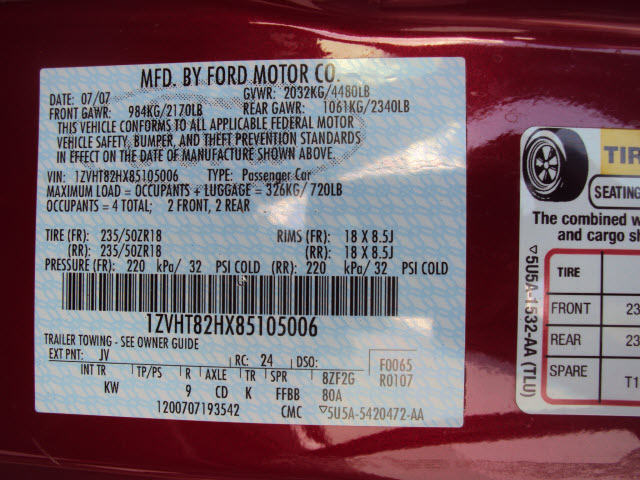 MFD. BY FORD MOTOR CO.
DATE: 07/07 GVWR: 2032KG/4480LB
FRONT GAWR: 984KG/2170LB REAR GAWR: 1061KG/2340LB
THIS VEHICLE CONFORMS TO ALL APPLICABLE FEDERAL MOTOR
VEHICLE SAFETY, BUMPER, AND THEFT PREVENTION STANDARDS
IN EFFECT ON THE DATE OF MANUFACTURE SHOWN ABOVE.
VIN: 1ZVHT82HX85105006 TYPE: Passenger Car
MAXIMUM LOAD = OCCUPANTS + LUGGAGE = 326KG/720LB
OCCUPANTS = 4 TOTAL; 2 FRONT, 2 REAR
TIRE (FR): 235/50ZR18 RIMS (FR): 18 X 8.5J
(RR): 235/50ZR18 (RR): 18 X 8.5J
PRESSURE (FR): 220 kPa/ 32 PSI COLD (RR): 220 kPa/ 32 PSI COLD
1ZVHT82HX85105006
TRAILER TOWING - SEE OWNER GUIDE
EXT PNT: JV RC: 24 DSO: F0065
INT TR TP/PS R AXLE TR SPR 8ZF2G R0107
KW 9 CD K FFBB 80A
1200707193542 CMC ▽5U5A-5420472-AA
TIR
SEATING
The combined w
and cargo sh
▽5U5A-1532-AA (TLU)
TIRE
FRONT 23
REAR 23
SPARE T1